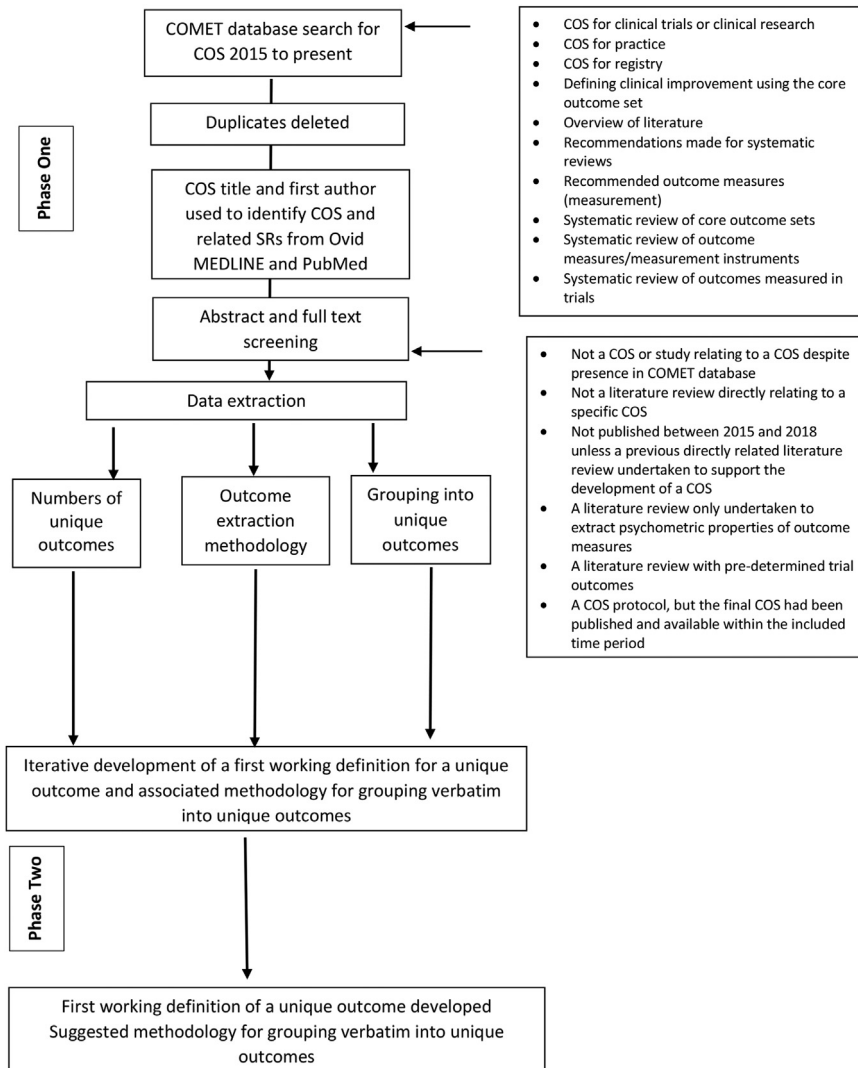 COMET database search for
COS 2015 to present
• COS for clinical trials or clinical research
• COS for practice
• COS for registry
• Defining clinical improvement using the core
outcome set
• Overview of literature
• Recommendations made for systematic
reviews
• Recommended outcome measures
(measurement)
• Systematic review of core outcome sets
• Systematic review of outcome
measures/measurement instruments
• Systematic review of outcomes measured in
trials
Phase One
Duplicates deleted
COS title and first author
used to identify COS and
related SRs from Ovid
MEDLINE and PubMed
Abstract and full text
screening
• Not a COS or study relating to a COS despite
presence in COMET database
• Not a literature review directly relating to a
specific COS
• Not published between 2015 and 2018
unless a previous directly related literature
review undertaken to support the
development of a COS
• A literature review only undertaken to
extract psychometric properties of outcome
measures
• A literature review with pre-determined trial
outcomes
• A COS protocol, but the final COS had been
published and available within the included
time period
Data extraction
Numbers of
unique
outcomes
Outcome
extraction
methodology
Grouping into
unique
outcomes
Iterative development of a first working definition for a unique
outcome and associated methodology for grouping verbatim
into unique outcomes
Phase Two
First working definition of a unique outcome developed
Suggested methodology for grouping verbatim into unique
outcomes